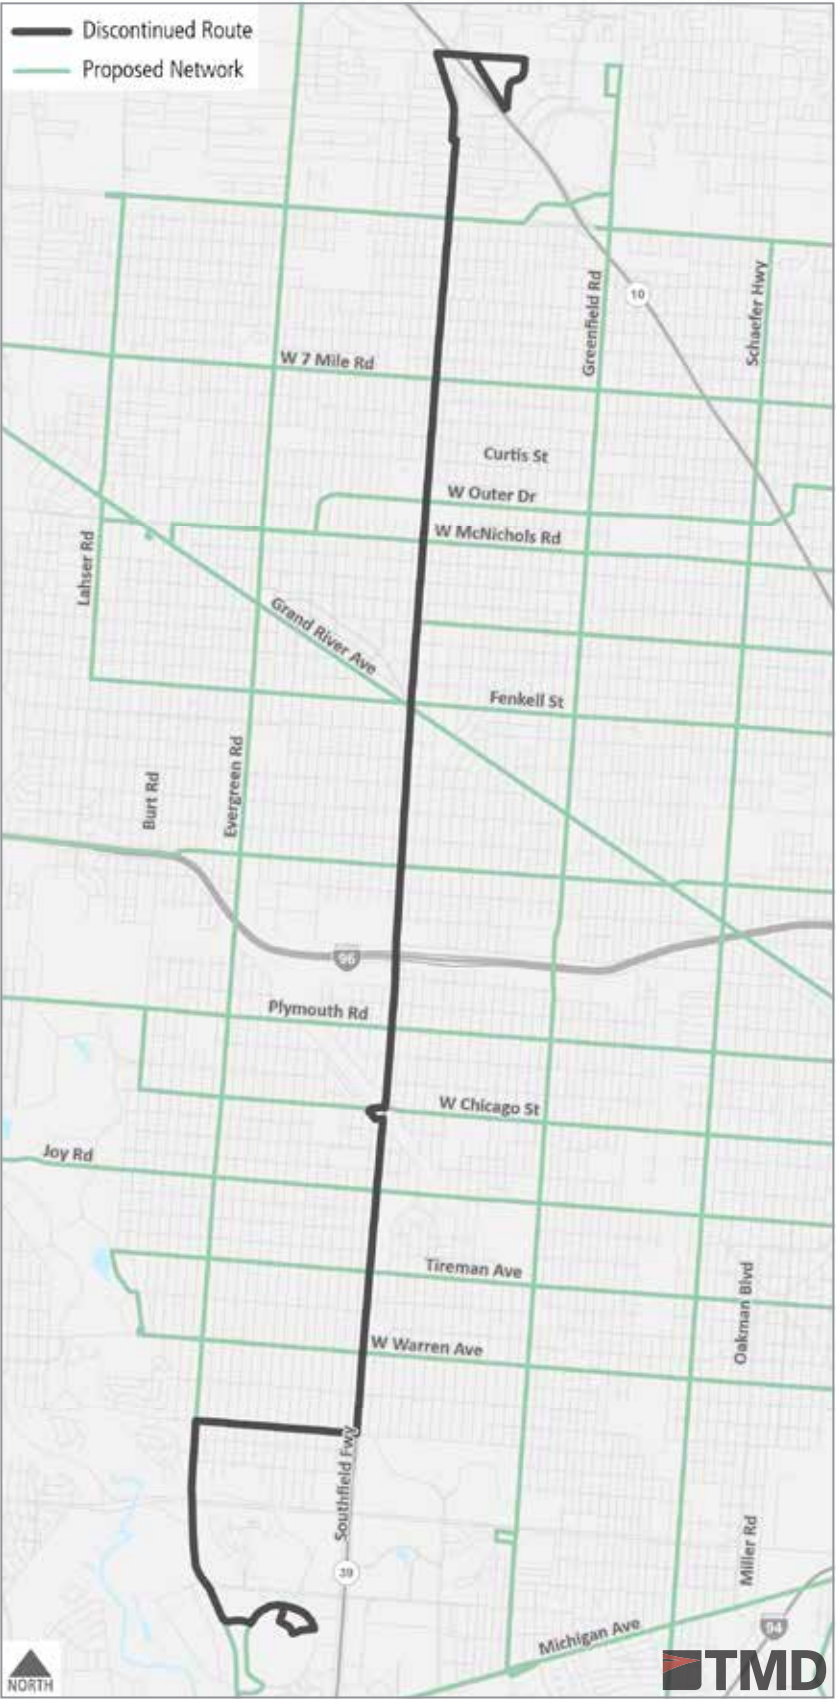 Discontinued Route
Proposed Network
Greenfield Rd
10
Schaefer Hwy
W 7 Mile Rd
Curtis St
W Outer Dr
W McNichols Rd
Lahser Rd
Grand River Ave
Fenkell St
Burt Rd
Evergreen Rd
96
Plymouth Rd
W Chicago St
Joy Rd
Tireman Ave
Oakman Blvd
W Warren Ave
Southfield Fwy
Miller Rd
39
Michigan Ave
94
NORTH
TMD